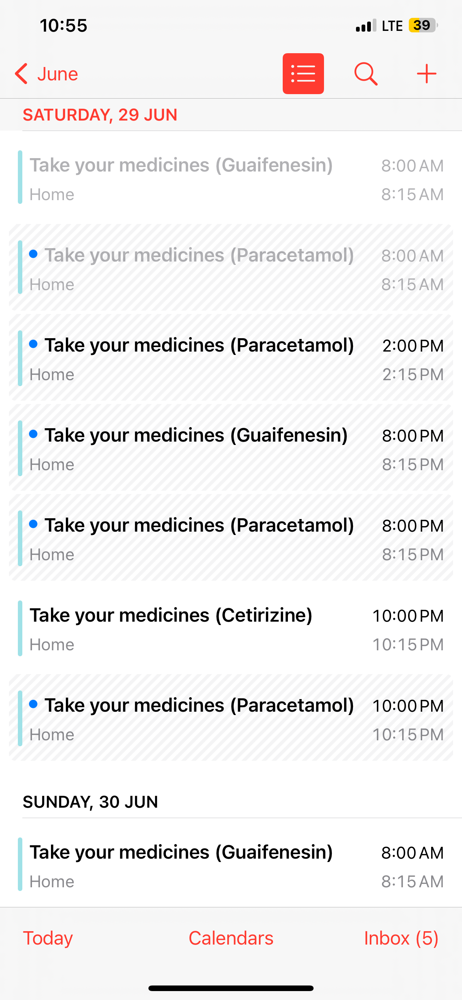 10:55
LTE 39
June
SATURDAY, 29 JUN
Take your medicines (Guaifenesin) 8:00 AM
Home 8:15 AM
Take your medicines (Paracetamol) 8:00 AM
Home 8:15 AM
Take your medicines (Paracetamol) 2:00 PM
Home 2:15 PM
Take your medicines (Guaifenesin) 8:00 PM
Home 8:15 PM
Take your medicines (Paracetamol) 8:00 PM
Home 8:15 PM
Take your medicines (Cetirizine) 10:00 PM
Home 10:15 PM
Take your medicines (Paracetamol) 10:00 PM
Home 10:15 PM
SUNDAY, 30 JUN
Take your medicines (Guaifenesin) 8:00 AM
Home 8:15 AM
Today Calendars Inbox (5)